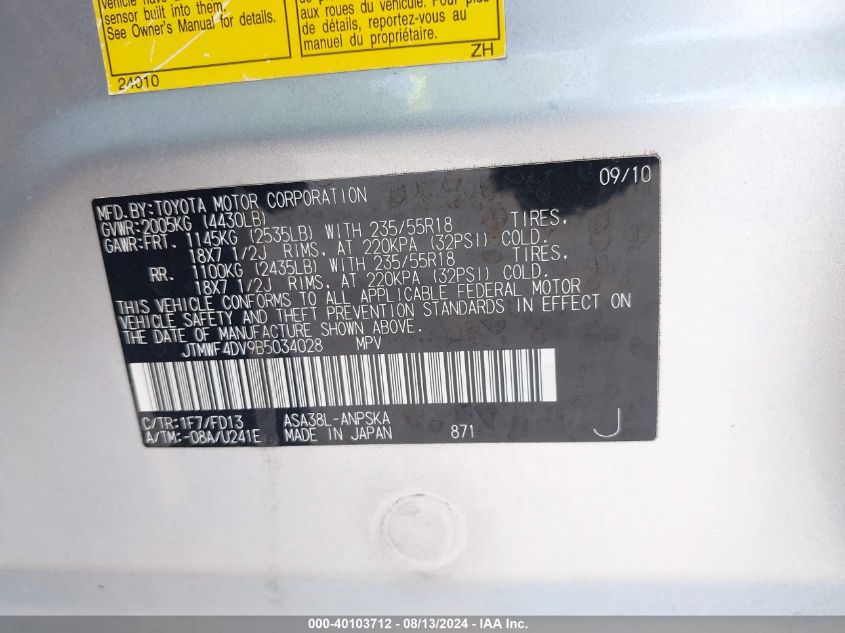 vehicle have
sensor built into them.
See Owner's Manual for details.
24010
aux roues du véhicule. Pour plus
de détails, reportez-vous au
manuel du propriétaire.
ZH
09/10
MFD.BY:TOYOTA MOTOR CORPORATION
GVWR:2005KG (4430LB)
GAWR:FRT. 1145KG (2535LB) WITH 235/55R18 TIRES,
18X7 1/2J RIMS, AT 220KPA (32PSI) COLD.
RR. 1100KG (2435LB) WITH 235/55R18 TIRES,
18X7 1/2J RIMS, AT 220KPA (32PSI) COLD.
THIS VEHICLE CONFORMS TO ALL APPLICABLE FEDERAL MOTOR
VEHICLE SAFETY AND THEFT PREVENTION STANDARDS IN EFFECT ON
THE DATE OF MANUFACTURE SHOWN ABOVE.
JTMWF4DV9B5034028 MPV
C/TR:1F7/FD13 ASA38L-ANPSKA
A/TM:-08A/U241E MADE IN JAPAN 871 J
000-40103712 - 08/13/2024 - IAA Inc.